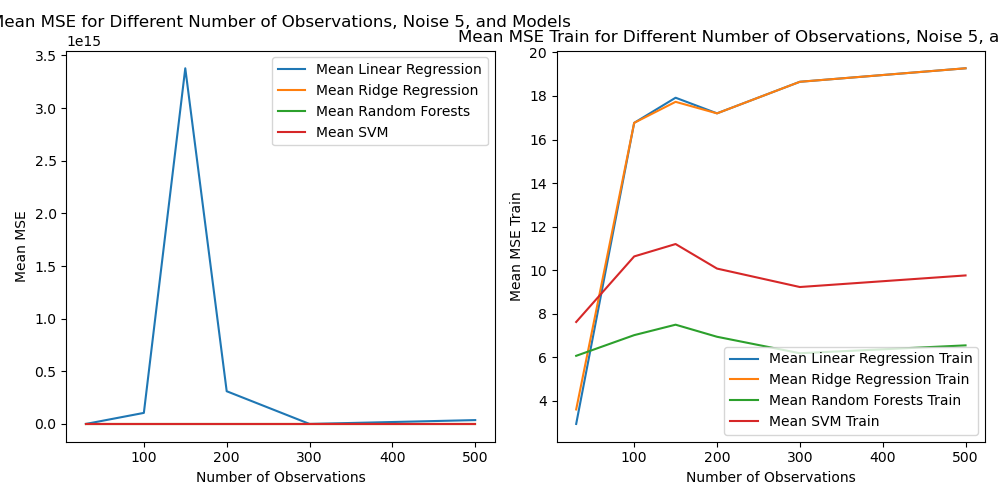 Mean MSE for Different Number of Observations, Noise 5, and Models
1e15
3.5
3.0
2.5
2.0
1.5
1.0
0.5
0.0
Mean MSE
100
200
300
400
500
Number of Observations
Mean Linear Regression
Mean Ridge Regression
Mean Random Forests
Mean SVM
Mean MSE Train for Different Number of Observations, Noise 5, a
20
18
16
14
12
10
8
6
4
Mean MSE Train
100
200
300
400
500
Number of Observations
Mean Linear Regression Train
Mean Ridge Regression Train
Mean Random Forests Train
Mean SVM Train